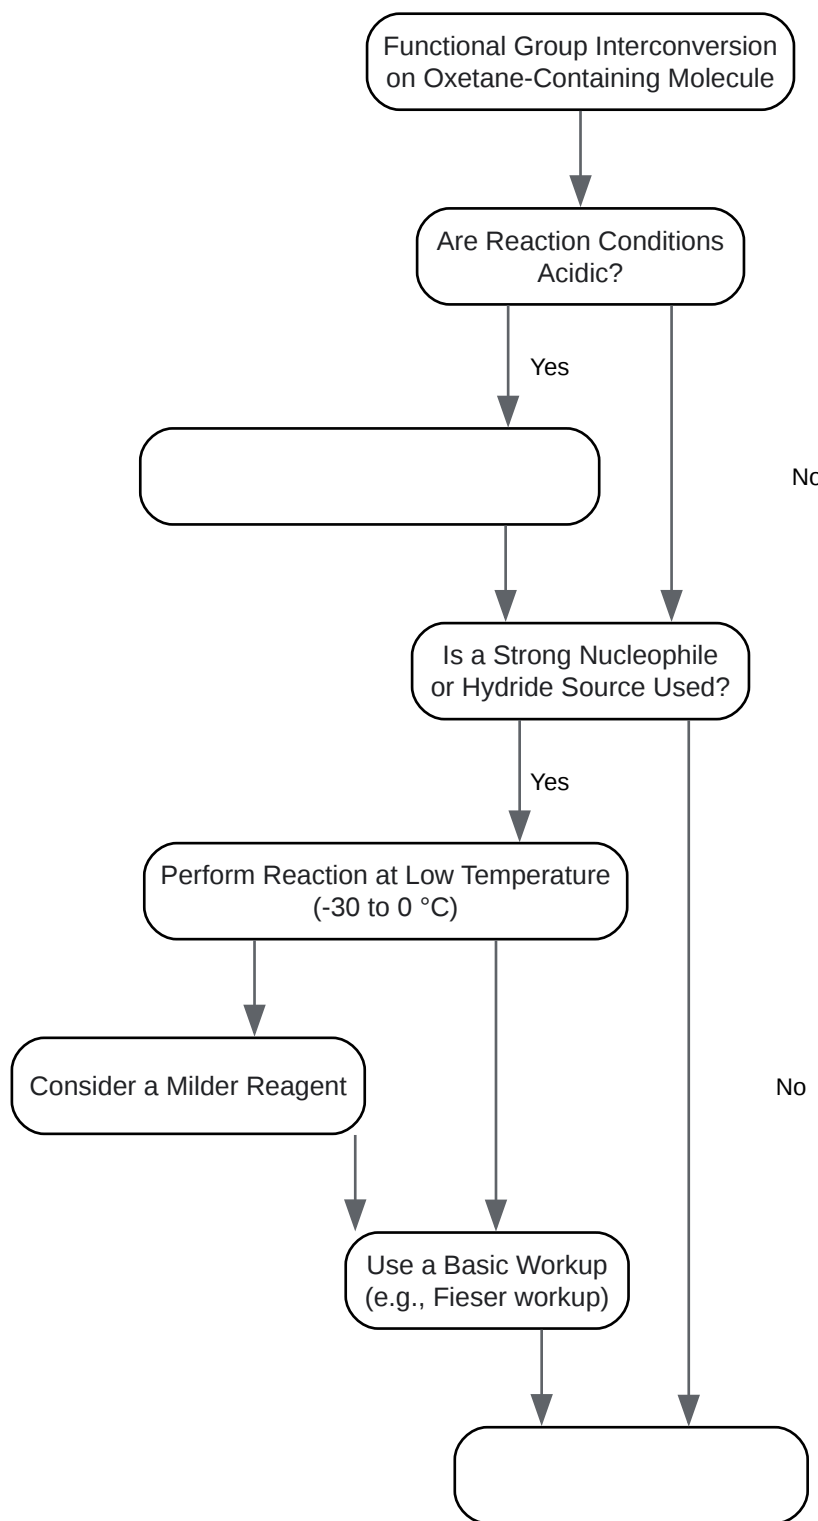 Functional Group Interconversion
on Oxetane-Containing Molecule
Are Reaction Conditions
Acidic?
Yes
No
Is a Strong Nucleophile
or Hydride Source Used?
Yes
Perform Reaction at Low Temperature
(-30 to 0 °C)
Consider a Milder Reagent
No
Use a Basic Workup
(e.g., Fieser workup)